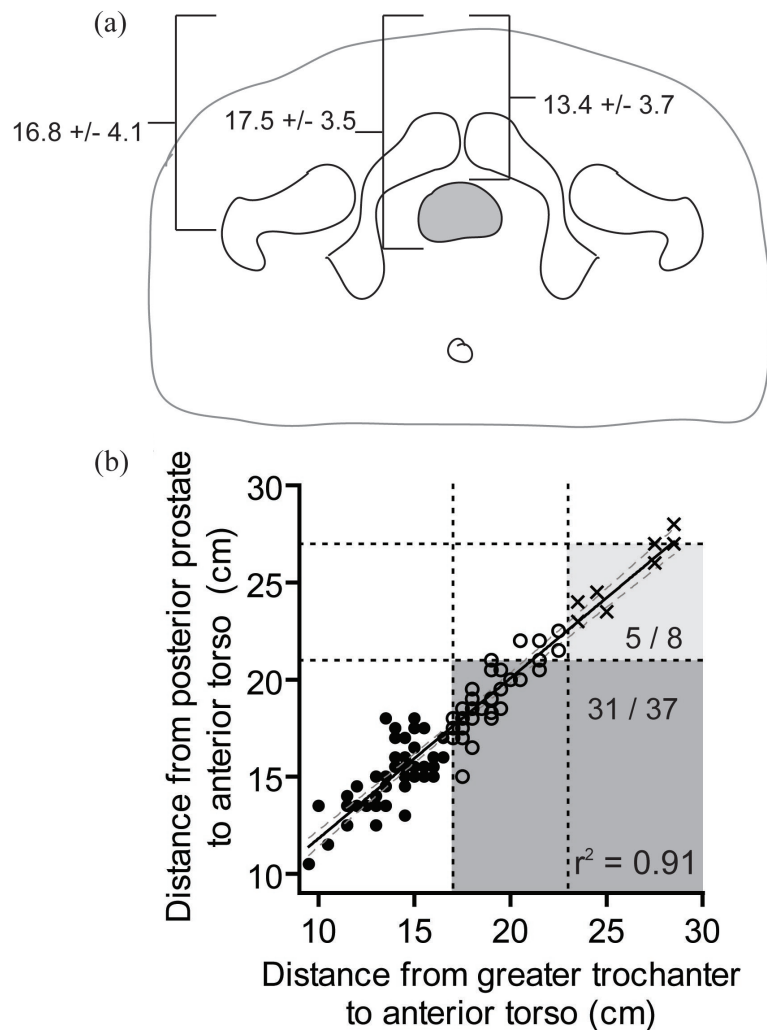 (a)
16.8 +/- 4.1
17.5 +/- 3.5
13.4 +/- 3.7
(b)
Distance from posterior prostate
to anterior torso (cm)
30
25
20
15
10
5 / 8
31 / 37
r² = 0.91
10 15 20 25 30
Distance from greater trochanter
to anterior torso (cm)